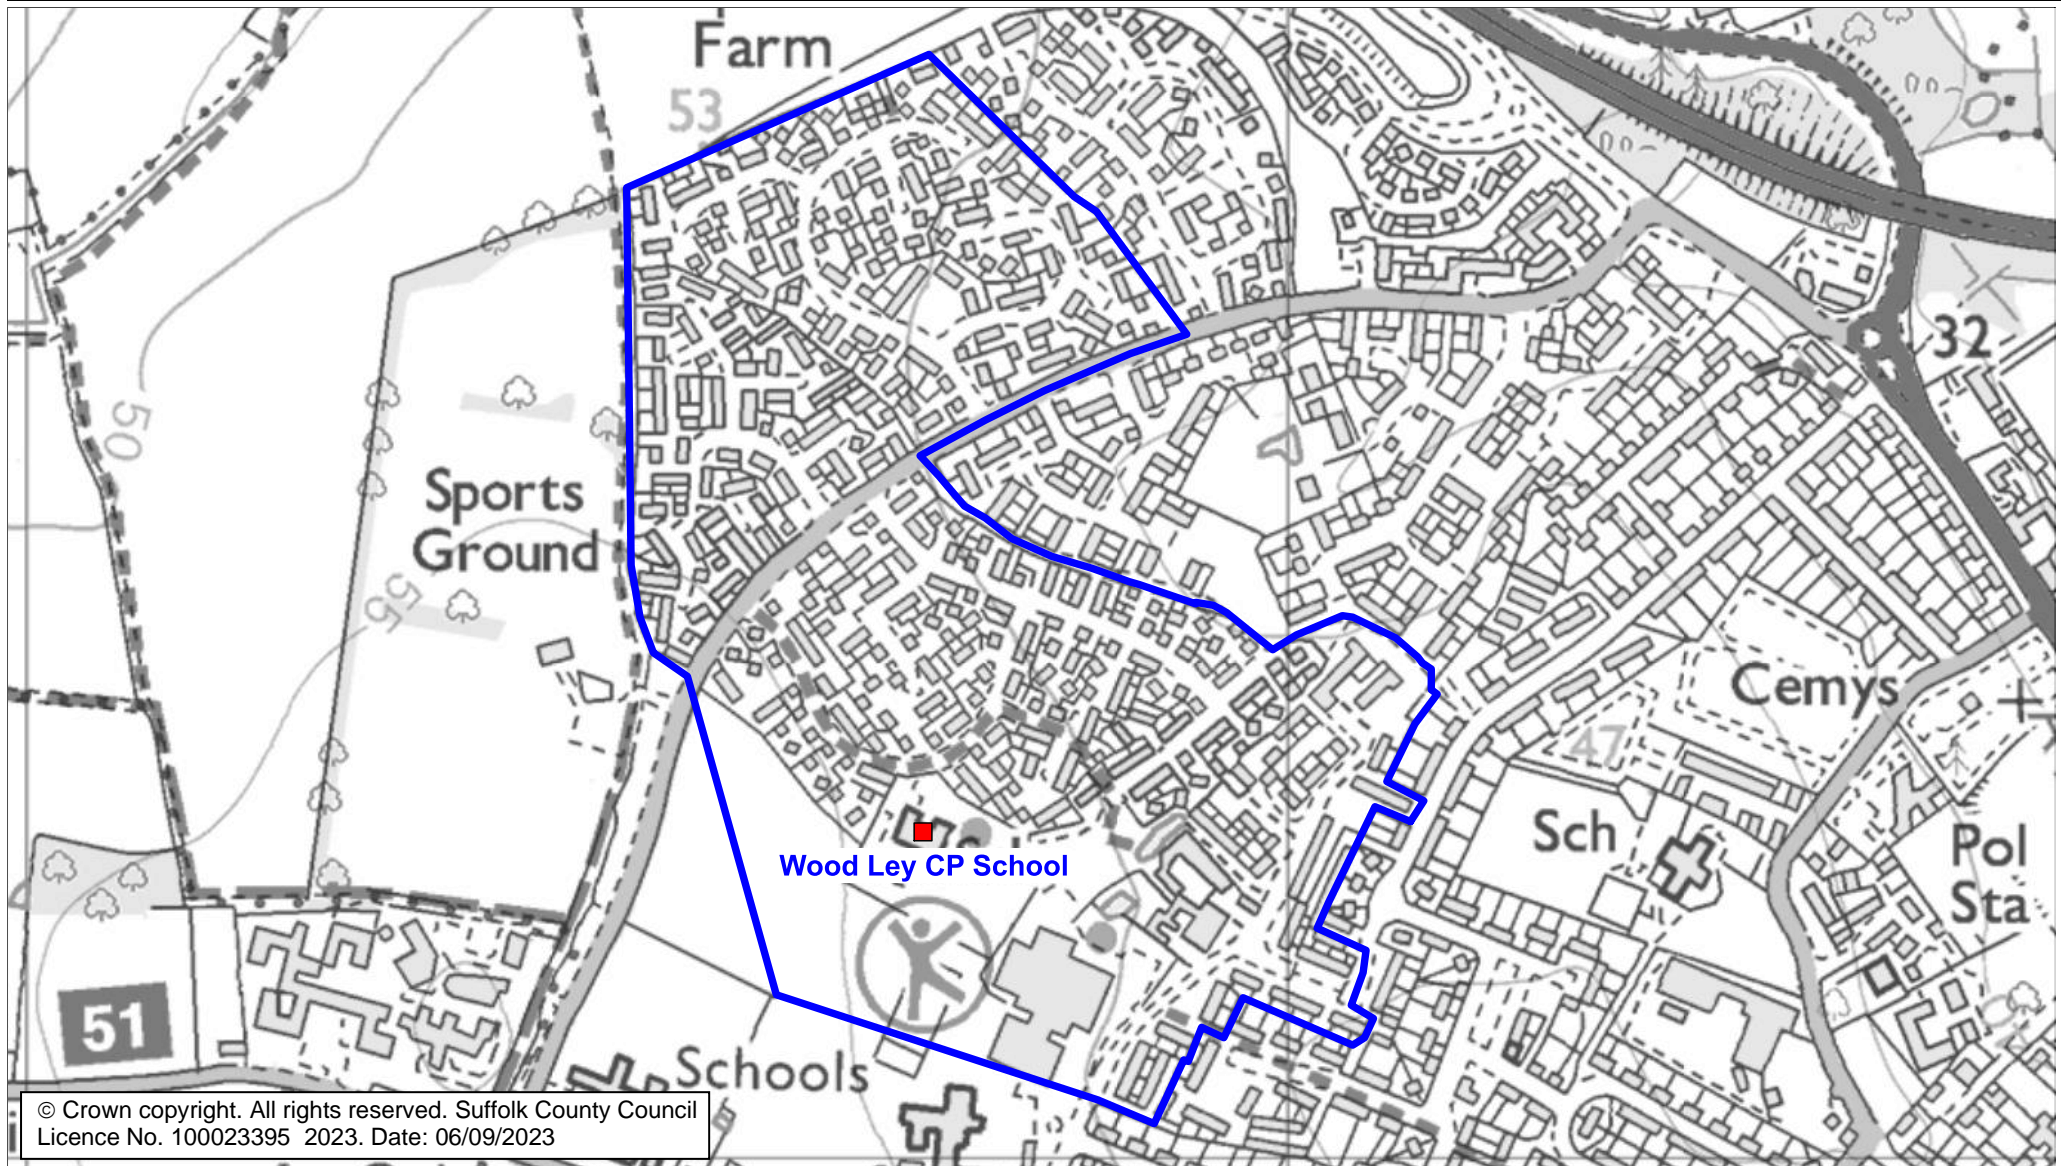 Farm
53
32
50
Sports
Ground
55
Cemys
47
Sch
Pol
Sta
Wood Ley CP School
51
Schools
© Crown copyright. All rights reserved. Suffolk County Council
Licence No. 100023395 2023. Date: 06/09/2023